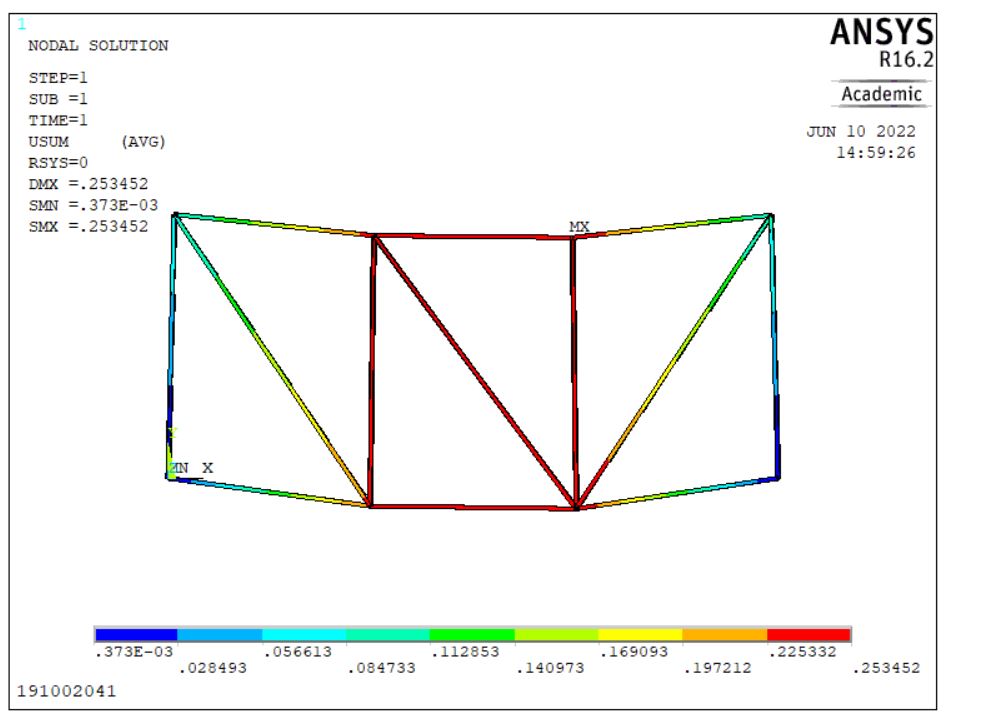 1
NODAL SOLUTION
STEP=1
SUB =1
TIME=1
USUM (AVG)
RSYS=0
DMX =.253452
SMN =.373E-03
SMX =.253452
ANSYS
R16.2
Academic
JUN 10 2022
14:59:26
MX
Y
MN X
.373E-03 .056613 .112853 .169093 .225332
.028493 .084733 .140973 .197212 .253452
191002041